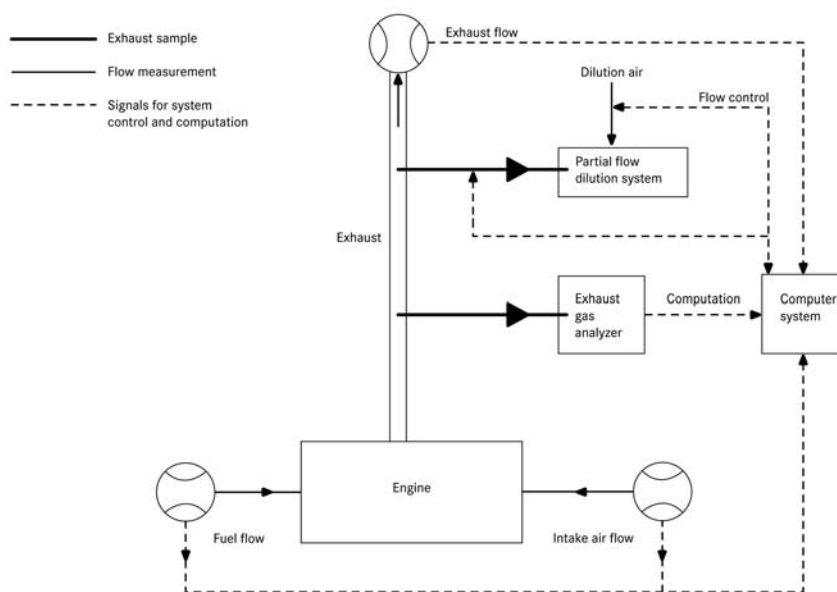 Exhaust sample
Flow measurement
Signals for system
control and computation
Exhaust flow
Dilution air
Flow control
Partial flow
dilution system
Exhaust
Exhaust
gas
analyzer
Computation
Computer
system
Engine
Fuel flow
Intake air flow